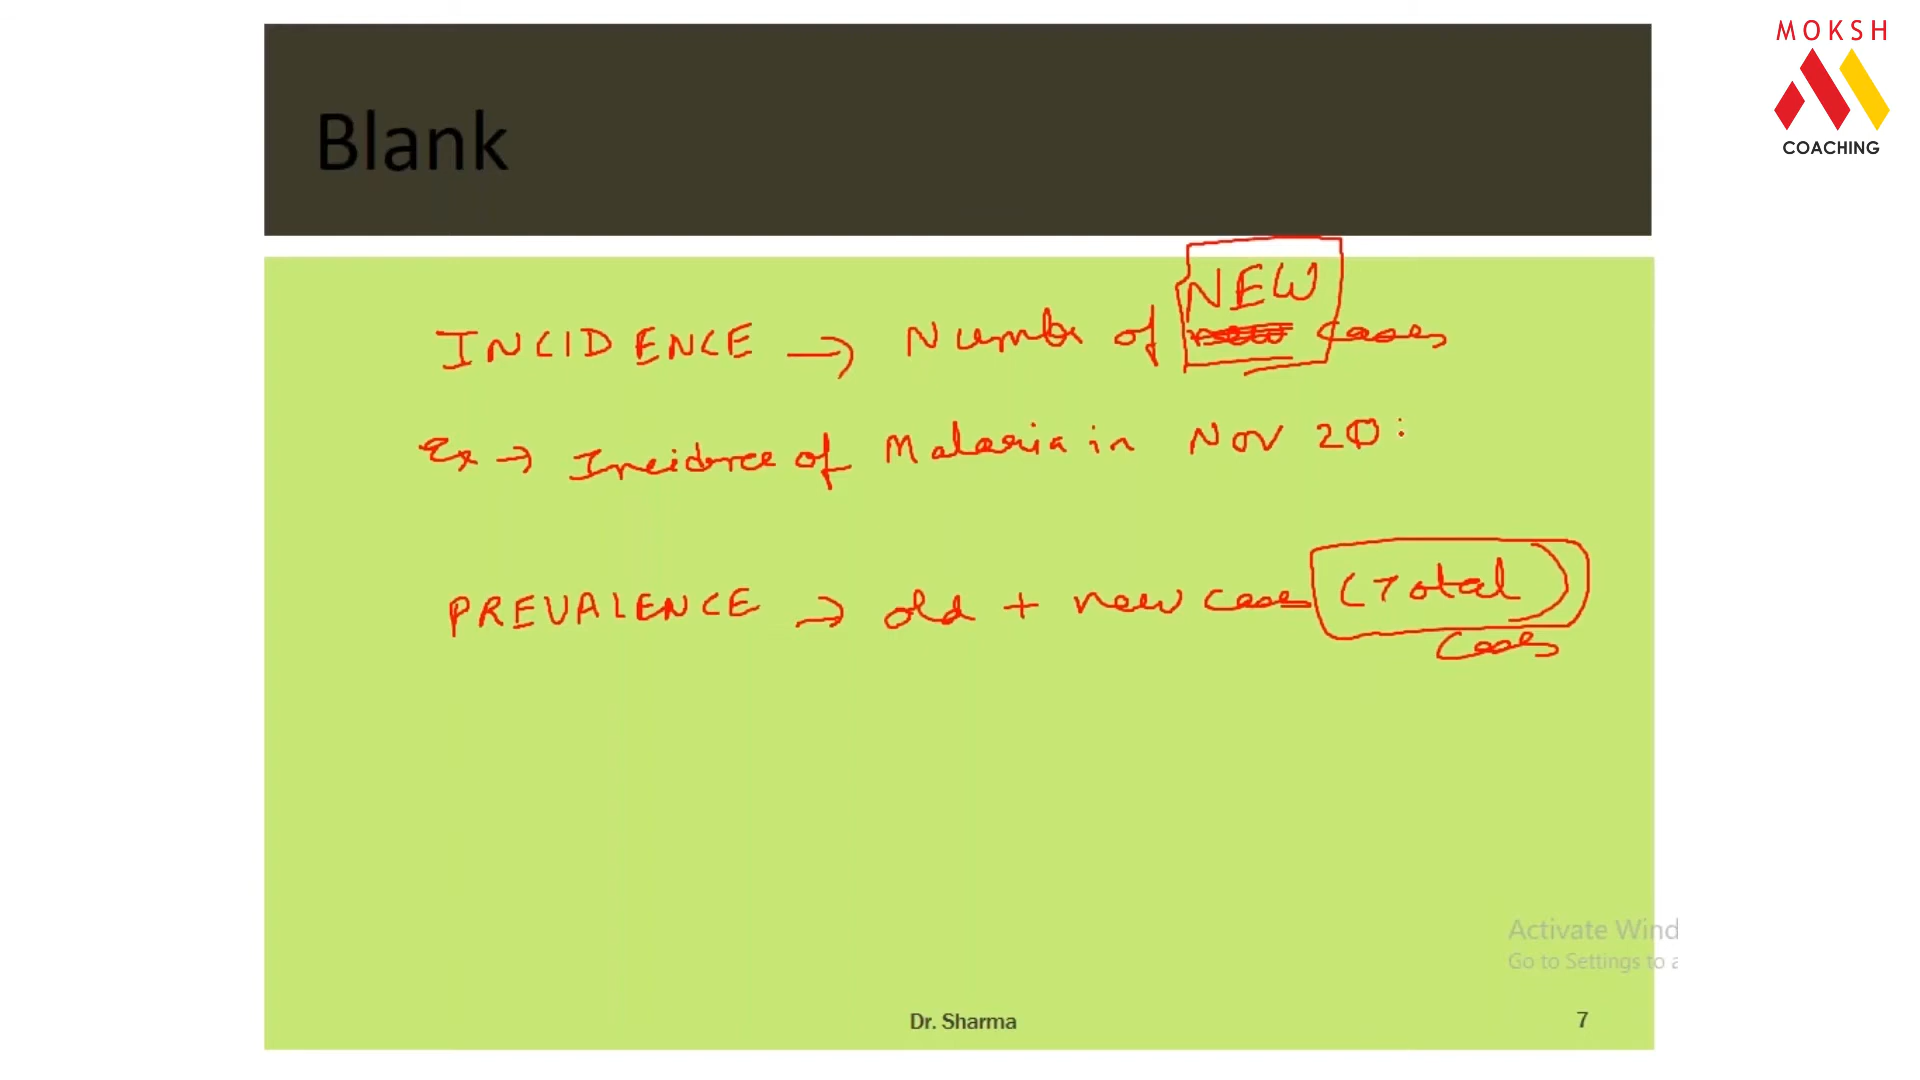 MOKSH
COACHING
Blank
INCIDENCE → Number of NEW cases
Ex → Incidence of Malaria in Nov 20:
PREVALENCE → old + new cases (Total)
cases
Activate Wind
Go to Settings to a
Dr. Sharma
7